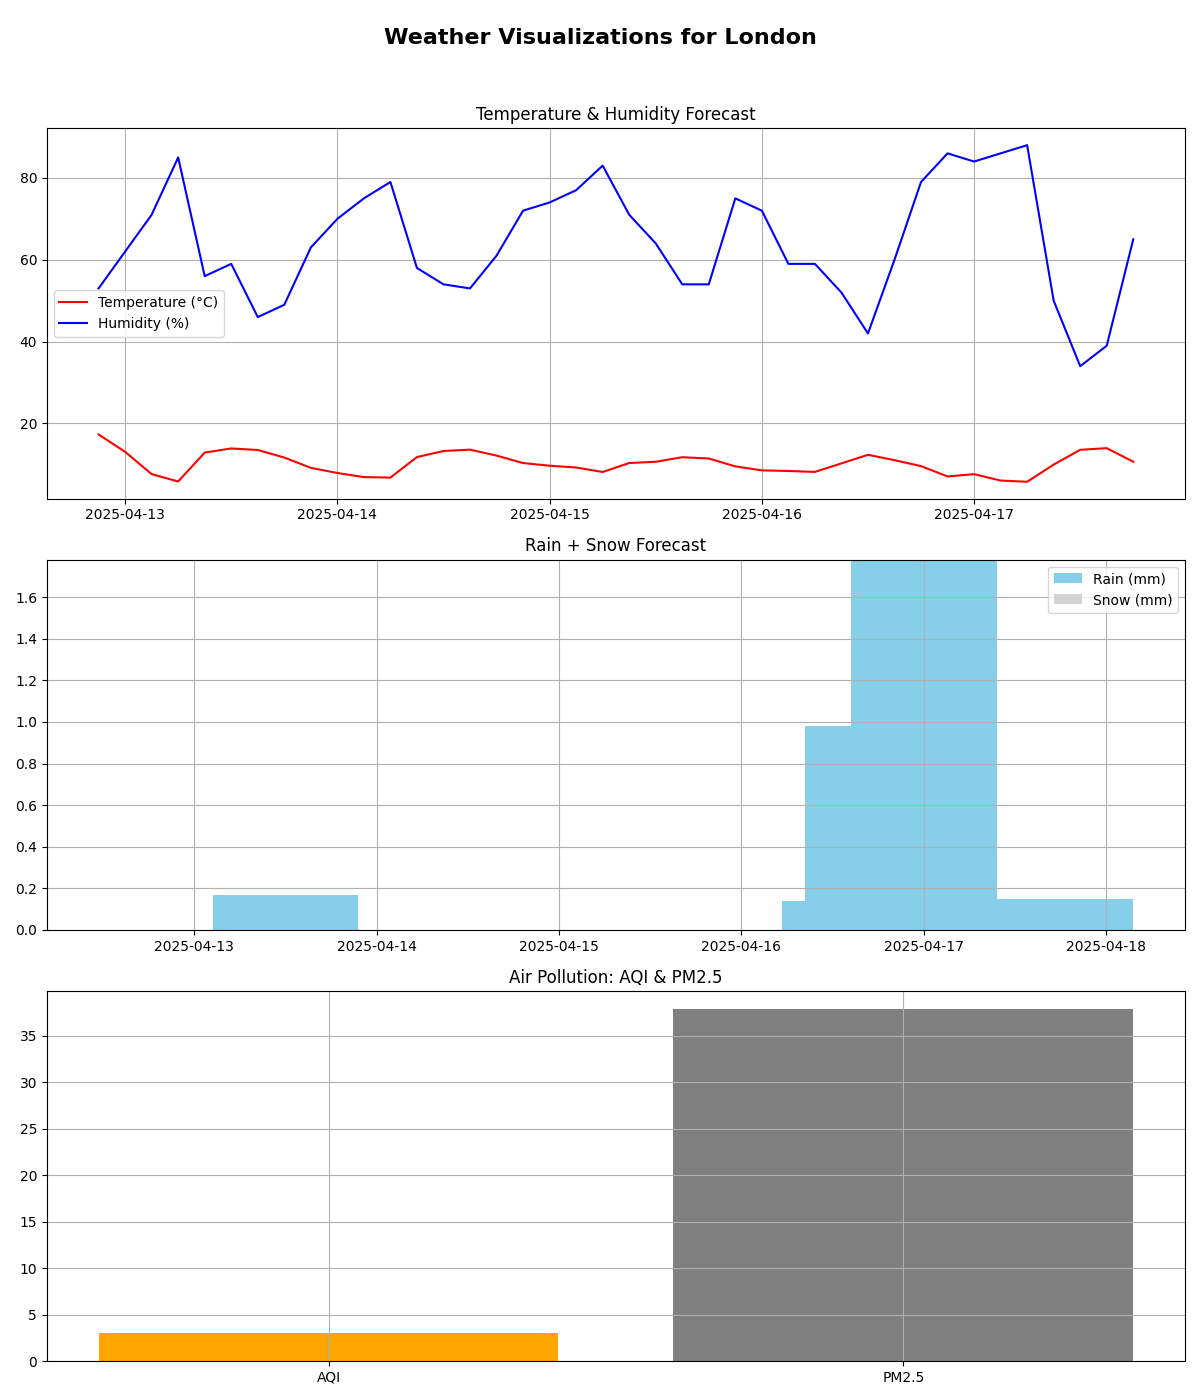 Weather Visualizations for London
Temperature & Humidity Forecast
80
60
40
20
Temperature (°C)
Humidity (%)
2025-04-13 2025-04-14 2025-04-15 2025-04-16 2025-04-17
Rain + Snow Forecast
Rain (mm)
Snow (mm)
1.6
1.4
1.2
1.0
0.8
0.6
0.4
0.2
0.0
2025-04-13 2025-04-14 2025-04-15 2025-04-16 2025-04-17 2025-04-18
Air Pollution: AQI & PM2.5
35
30
25
20
15
10
5
0
AQI PM2.5